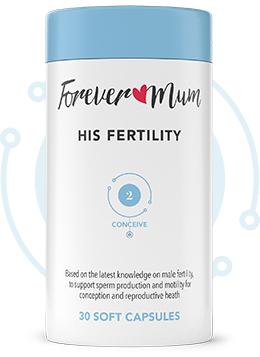 Forever Mum
HIS FERTILITY
2
CONCEIVE
Based on the latest knowledge on male fertility,
to support sperm production and motility for
conception and reproductive heath
30 SOFT CAPSULES